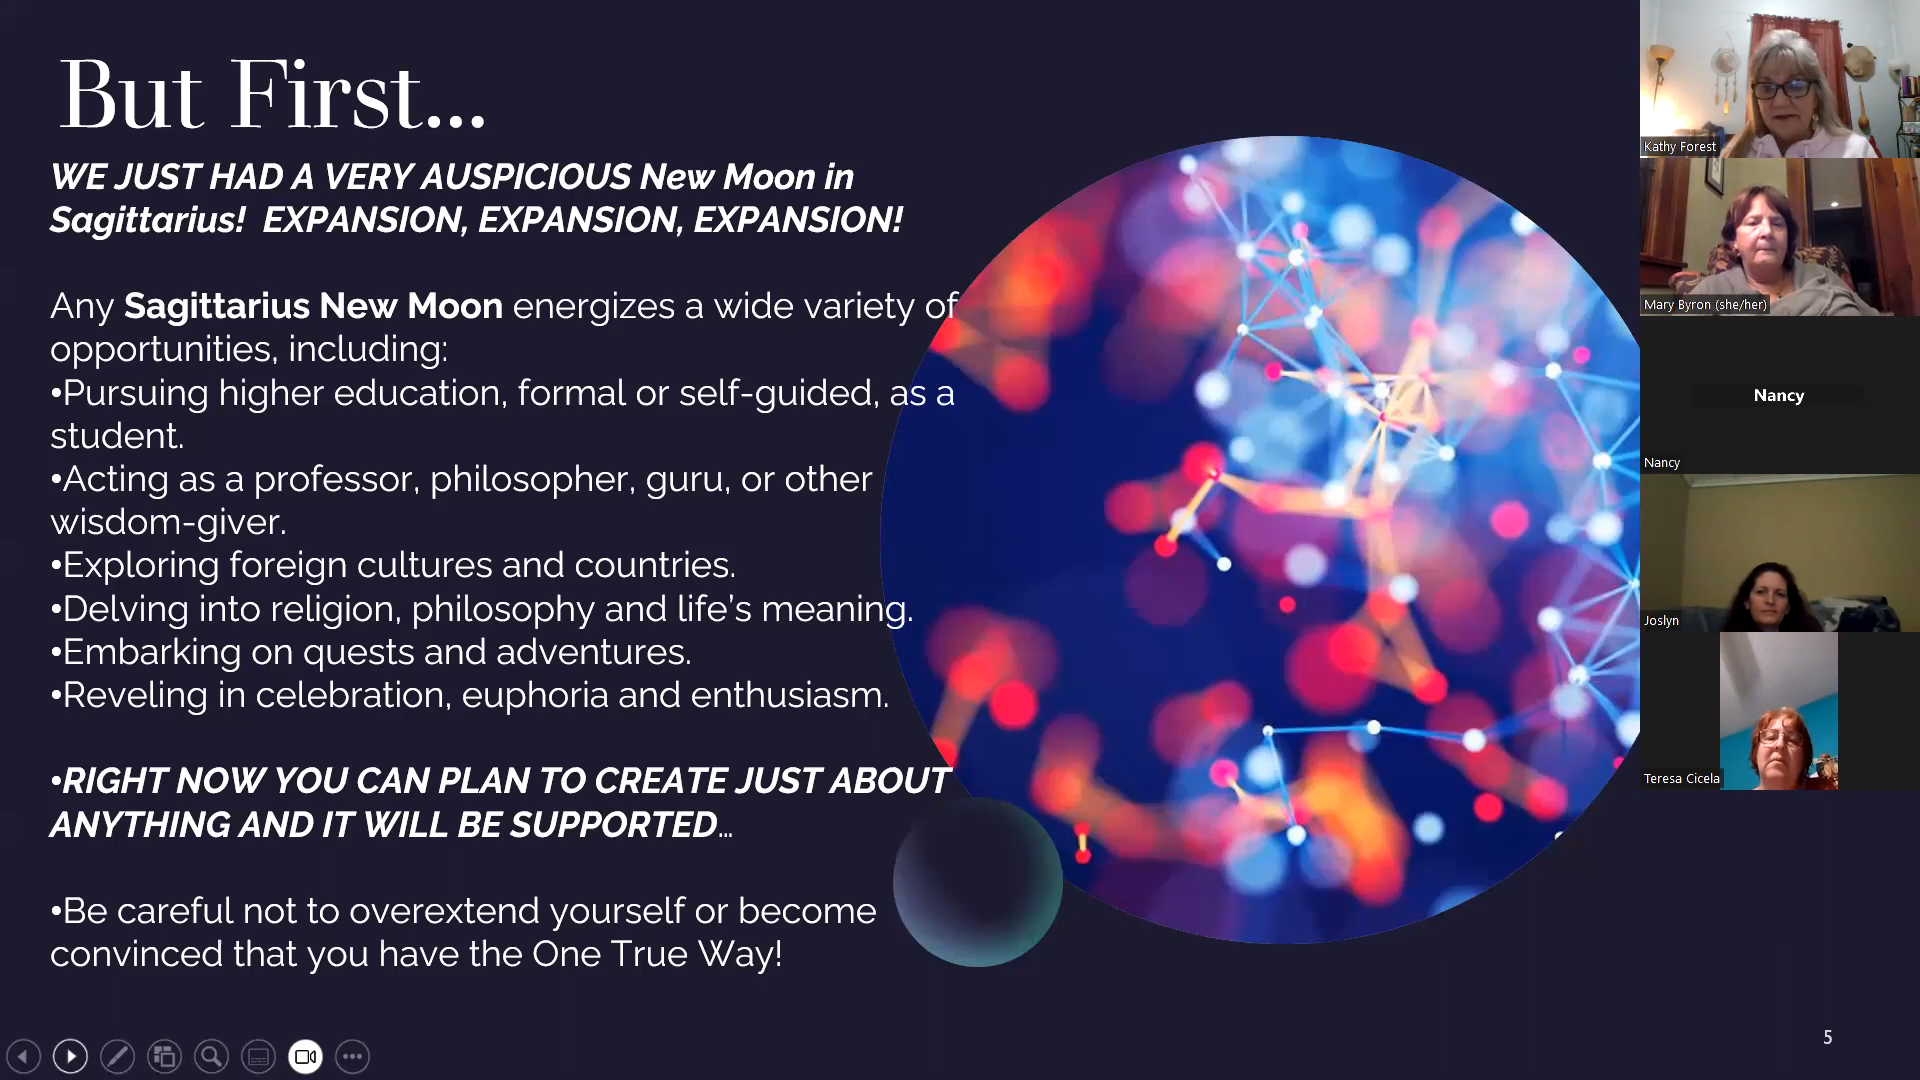 But First...
WE JUST HAD A VERY AUSPICIOUS New Moon in
Sagittarius!  EXPANSION, EXPANSION, EXPANSION!
Any Sagittarius New Moon energizes a wide variety of
opportunities, including:
•Pursuing higher education, formal or self-guided, as a
student.
•Acting as a professor, philosopher, guru, or other
wisdom-giver.
•Exploring foreign cultures and countries.
•Delving into religion, philosophy and life’s meaning.
•Embarking on quests and adventures.
•Reveling in celebration, euphoria and enthusiasm.
•RIGHT NOW YOU CAN PLAN TO CREATE JUST ABOUT
ANYTHING AND IT WILL BE SUPPORTED…
•Be careful not to overextend yourself or become
convinced that you have the One True Way!
5
Kathy Forest
Mary Byron (she/her)
Nancy
Nancy
Joslyn
Teresa Cicela